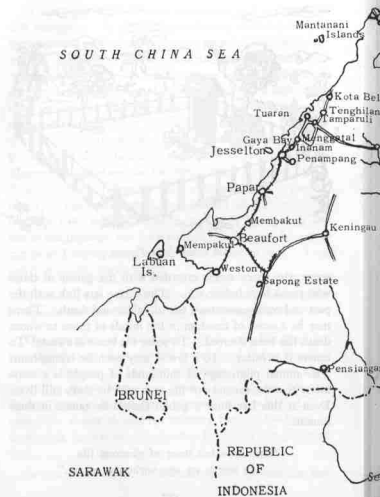 Mantanani
Islands
SOUTH CHINA SEA
Kota Bel
Tenghilan
Tuaran
Tamparuli
Gaya Bay
Menggatal
Inanam
Jesselton
Penampang
Papar
Membakut
Keningau
Beaufort
Mempakul
Labuan
Is.
Weston
Sapong Estate
Pensiangan
BRUNEI
REPUBLIC
OF
INDONESIA
SARAWAK
Se